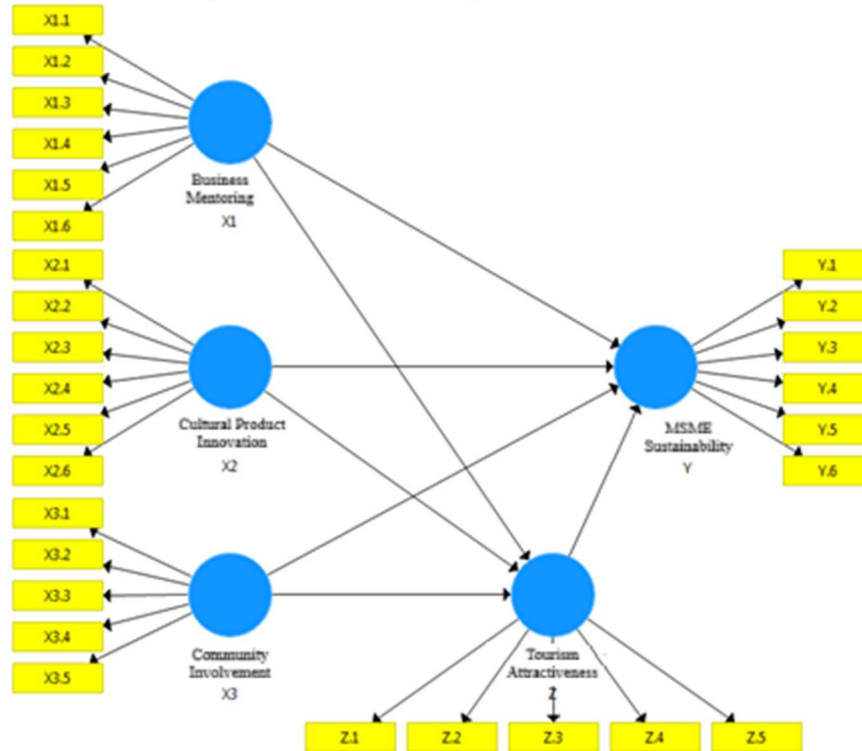 X1.1
X1.2
X1.3
X1.4
X1.5
X1.6
Business
Mentoring
X1
X2.1
X2.2
X2.3
X2.4
X2.5
X2.6
Cultural Product
Innovation
X2
X3.1
X3.2
X3.3
X3.4
X3.5
Community
Involvement
X3
Y.1
Y.2
Y.3
Y.4
Y.5
Y.6
MSME
Sustainability
Y
Tourism
Attractiveness
Z
Z.1
Z.2
Z.3
Z.4
Z.5